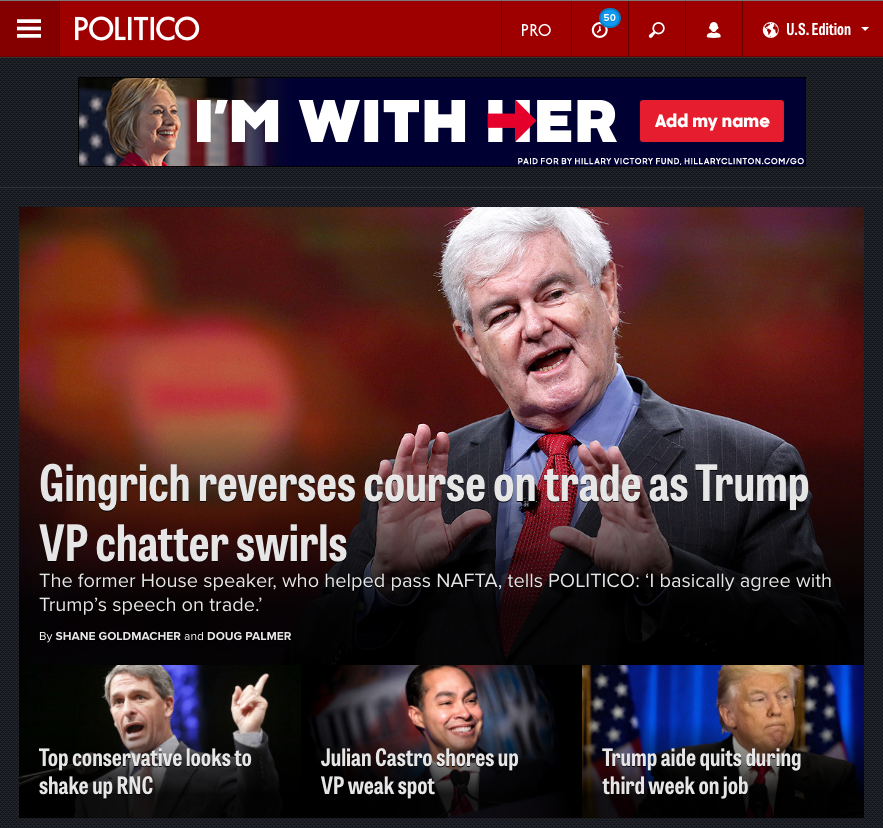 POLITICO
PRO
50
U.S. Edition
I'M WITH HER
Add my name
PAID FOR BY HILLARY VICTORY FUND, HILLARYCLINTON.COM/GO
Gingrich reverses course on trade as Trump
VP chatter swirls
The former House speaker, who helped pass NAFTA, tells POLITICO: ‘I basically agree with
Trump’s speech on trade.’
By SHANE GOLDMACHER and DOUG PALMER
Top conservative looks to
shake up RNC
Julian Castro shores up
VP weak spot
Trump aide quits during
third week on job